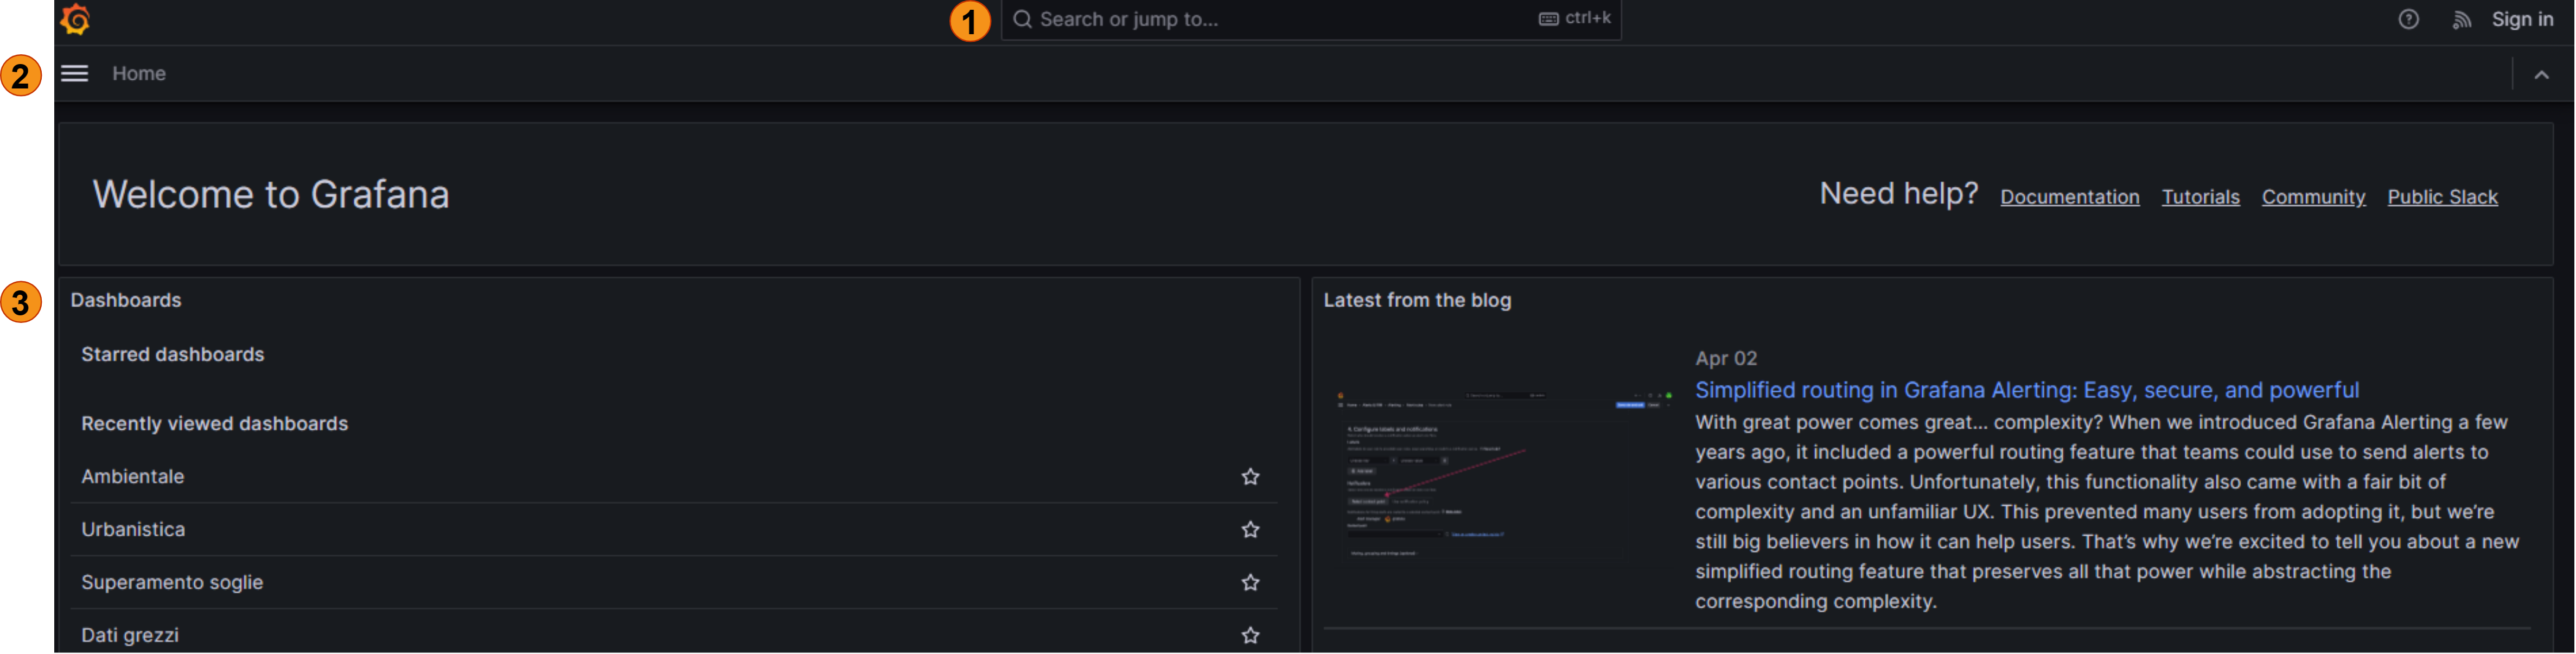 1
Search or jump to...
ctrl+k
Sign in
2
Home
Welcome to Grafana
Need help? Documentation Tutorials Community Public Slack
3
Dashboards
Starred dashboards
Recently viewed dashboards
Ambientale
Urbanistica
Superamento soglie
Dati grezzi
Latest from the blog
Apr 02
Simplified routing in Grafana Alerting: Easy, secure, and powerful
With great power comes great... complexity? When we introduced Grafana Alerting a few
years ago, it included a powerful routing feature that teams could use to send alerts to
various contact points. Unfortunately, this functionality also came with a fair bit of
complexity and an unfamiliar UX. This prevented many users from adopting it, but we're
still big believers in how it can help users. That's why we're excited to tell you about a new
simplified routing feature that preserves all that power while abstracting the
corresponding complexity.
4. Configure labels and notifications